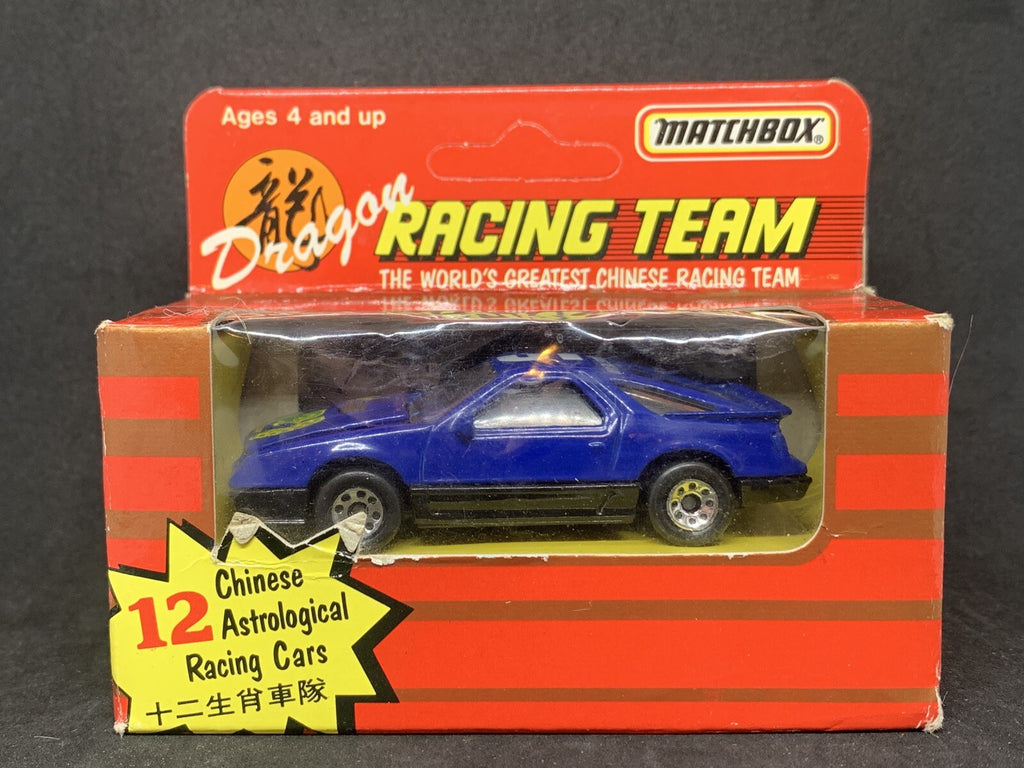 Ages 4 and up
MATCHBOX®
龍
Dragon RACING TEAM
THE WORLD'S GREATEST CHINESE RACING TEAM
12 Chinese
Astrological
Racing Cars
十二生肖車隊